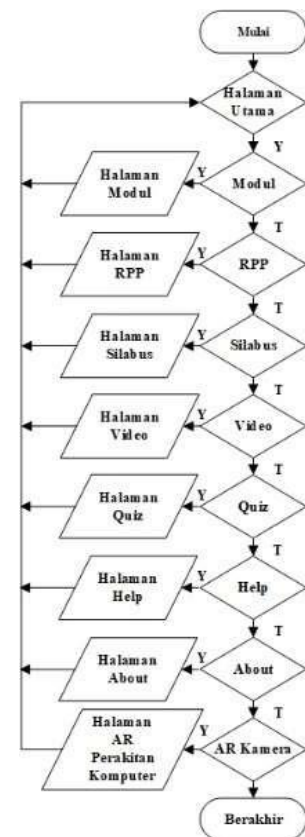 Mulai
Halaman
Utama
Y
Halaman
Modul
Y
Modul
T
Halaman
RPP
Y
RPP
T
Halaman
Silabus
Y
Silabus
T
Halaman
Video
Y
Video
T
Halaman
Quiz
Y
Quiz
T
Halaman
Help
Y
Help
T
Halaman
About
Y
About
T
Halaman
AR
Perakitan
Komputer
Y
AR Kamera
Berakhir